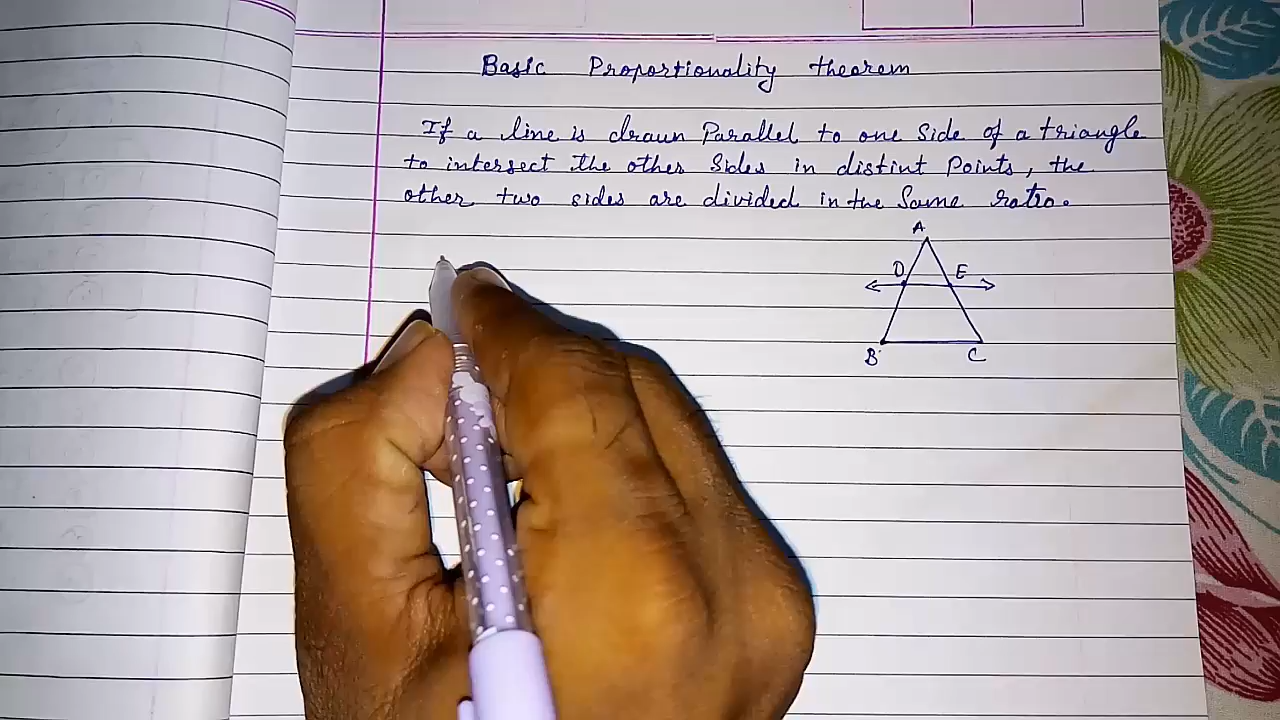 Basic Proportionality theorem
If a line is drawn Parallel to one Side of a triangle
to intersect the other Sides in distint Points, the
other two sides are divided in the Same ratio.
A
D E
B C